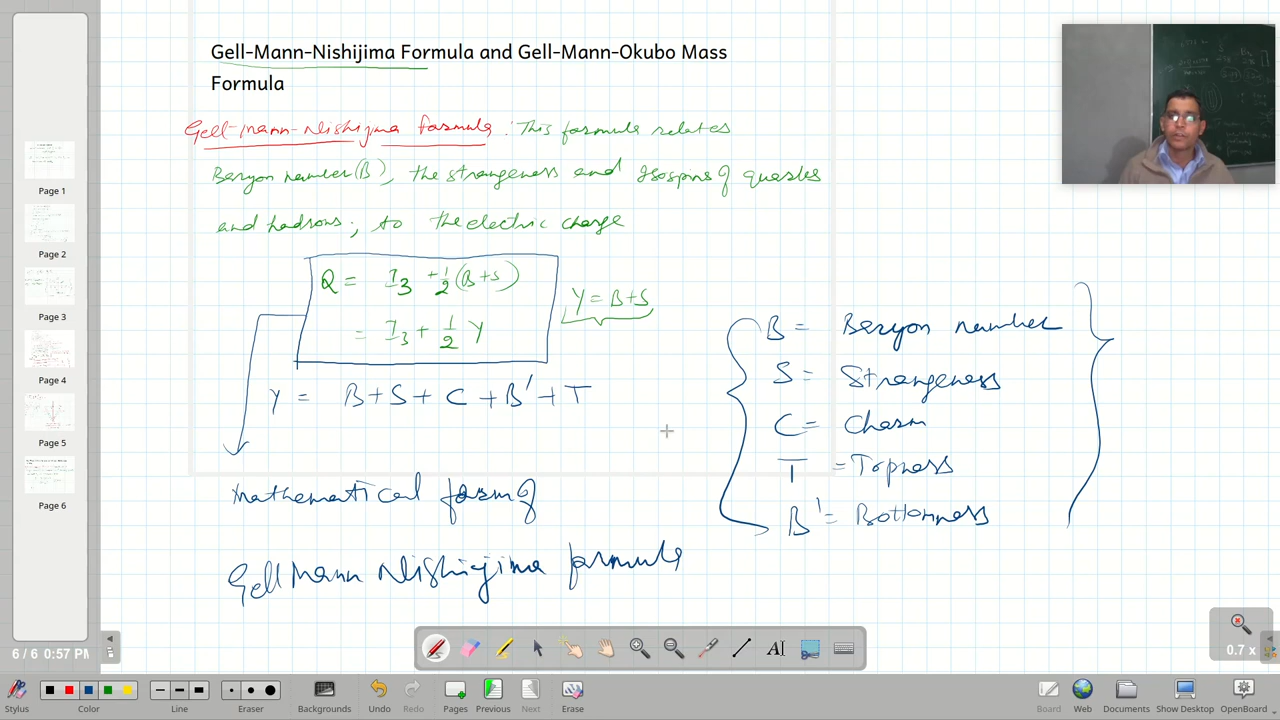 Gell-Mann-Nishijima Formula and Gell-Mann-Okubo Mass
Formula
Gell-Mann-Nishijima formula : This formula relates
Baryon number (B), the strangeness and Isospins of quarks
and hadrons, to the electric charge
Q = I3 + 1/2 (B+S)
= I3 + 1/2 Y
Y = B+S
Y = B + S + C + B' + T
mathematical form of
Gell Mann Nishijima formula
B = Baryon number
S = Strangeness
C = Charm
T = Topness
B' = Bottomness
Page 1
Page 2
Page 3
Page 4
Page 5
Page 6
6 / 6 0:57 PM
0.7 x
Stylus
Color
Line
Eraser
Backgrounds
Undo
Redo
Pages
Previous
Next
Erase
Board
Web
Documents
Show Desktop
OpenBoard